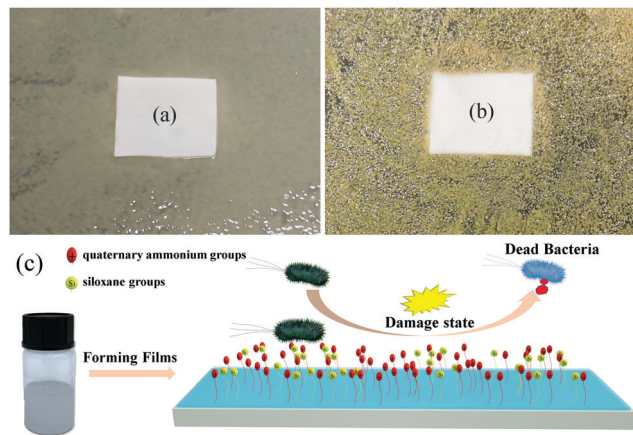 (a)
(b)
(c)
+ quaternary ammonium groups
Si siloxane groups
Dead Bacteria
Damage state
Forming Films